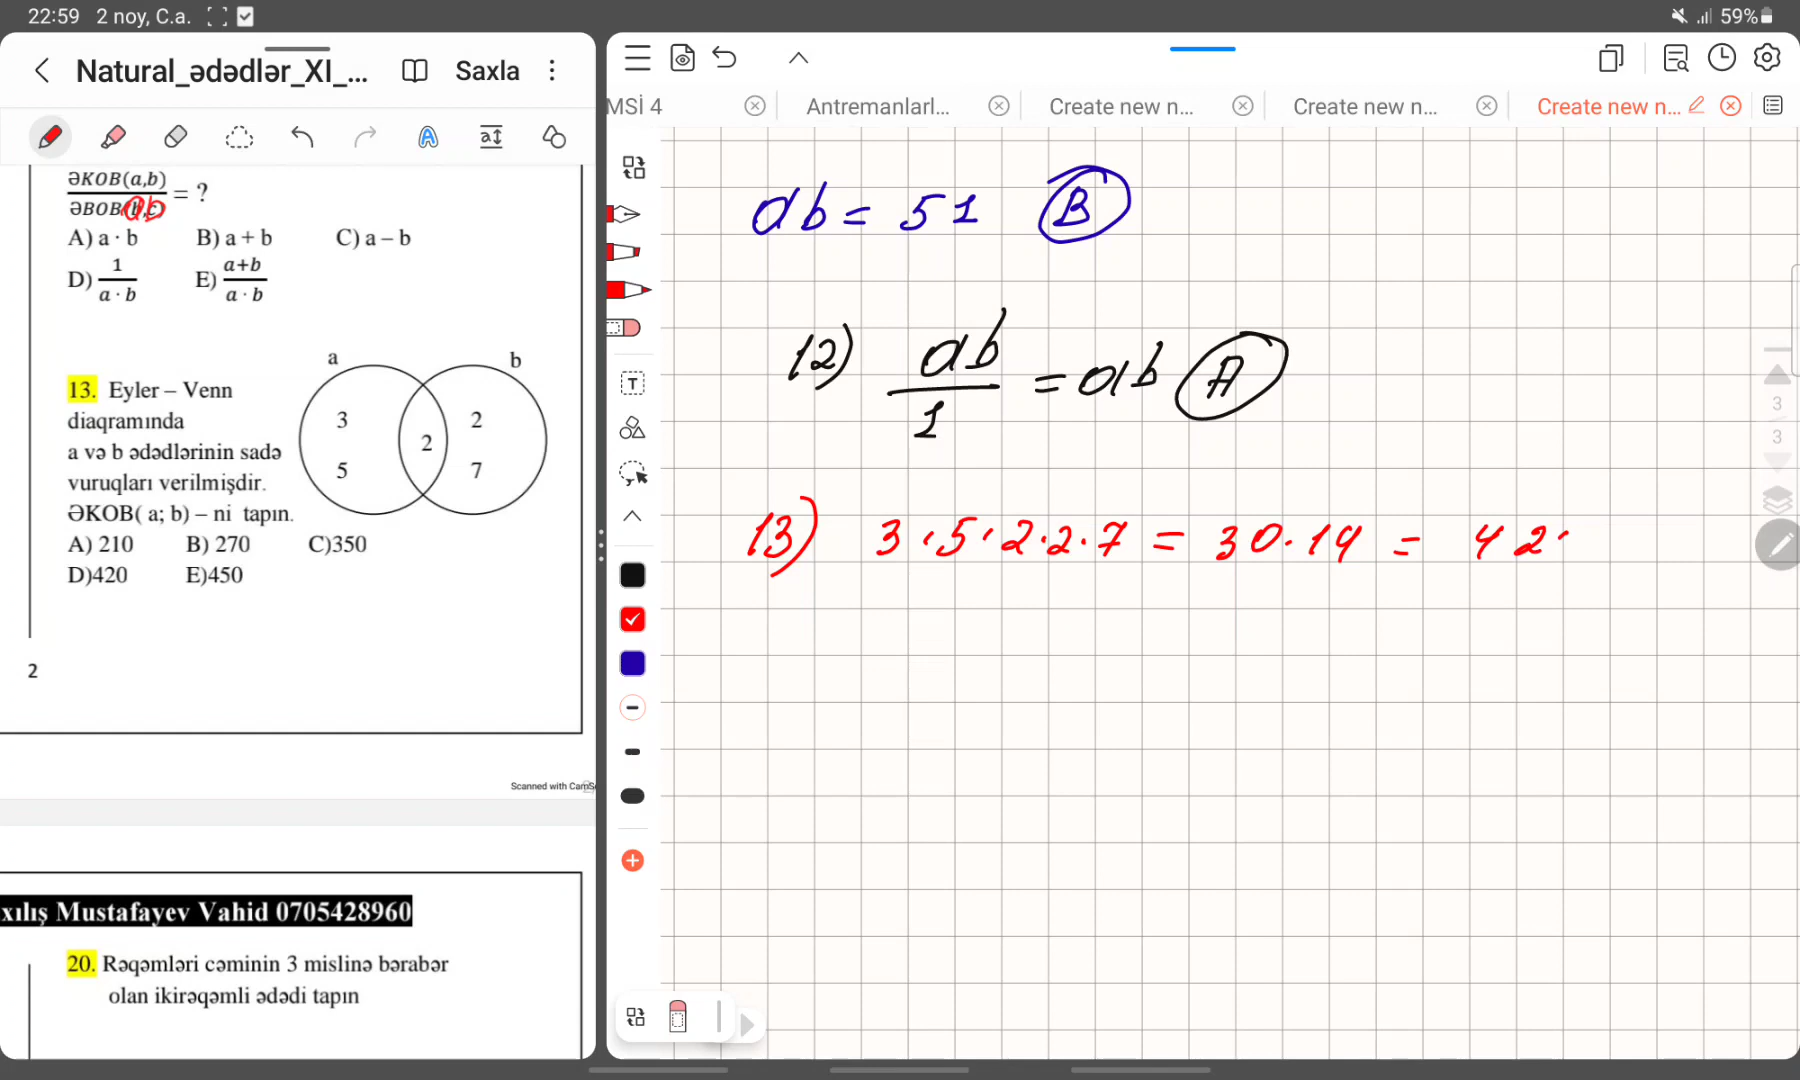 22:59 2 noy, C.a. 59%
Natural_ədədlər_XI_... Saxla
MSİ 4 Antremanlarl... Create new n... Create new n... Create new n...
ƏKOB(a,b)
ƏBOB(b,c) ab = ?
A) a · b B) a + b C) a – b
D) 1 / a · b E) a+b / a · b
a b
3 2
2
5 7
13. Eyler – Venn
diaqramında
a və b ədədlərinin sadə
vuruqları verilmişdir.
ƏKOB( a; b) – ni tapın.
A) 210 B) 270 C)350
D)420 E)450
2
Scanned with CamS
xılış Mustafayev Vahid 0705428960
20. Rəqəmləri cəminin 3 mislinə bərabər
olan ikirəqəmli ədədi tapın
ab = 51 B
12) ab / 1 = ab A
13) 3 · 5 · 2 · 2 · 7 = 30 · 14 = 42
3
3